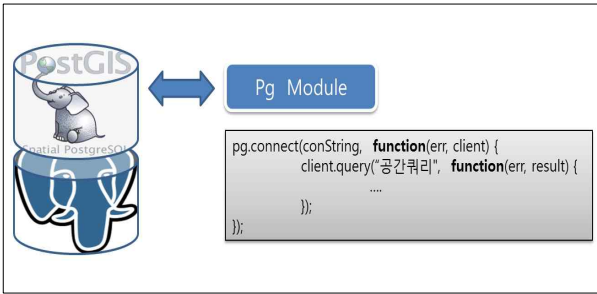 PostGIS
Spatial PostgreSQL
Pg Module
pg.connect(conString, function(err, client) {
client.query("공간쿼리", function(err, result) {
....
});
});